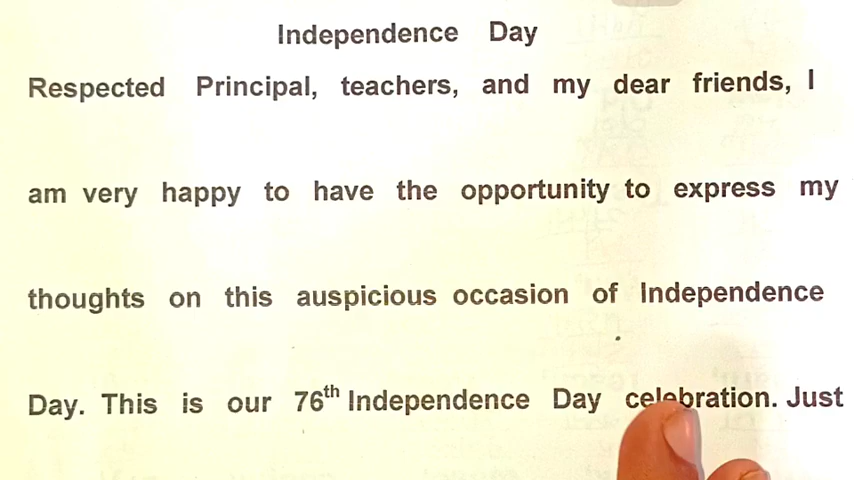 Independence Day
Respected Principal, teachers, and my dear friends, I
am very happy to have the opportunity to express my
thoughts on this auspicious occasion of Independence
Day. This is our 76th Independence Day celebration. Just